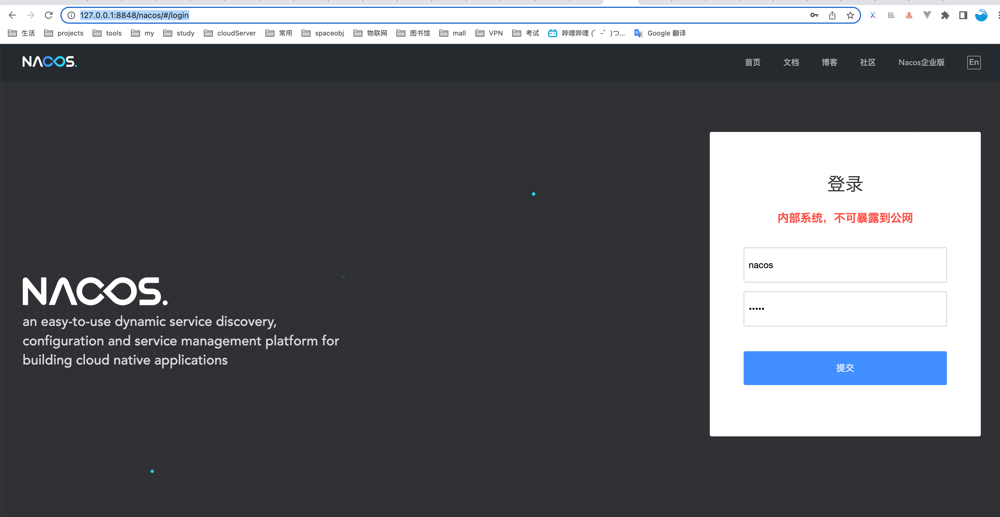 127.0.0.1:8848/nacos/#/login
生活 projects tools my study cloudServer 常用 spaceobj 物联网 图书馆 mall VPN 考试 哔哩哔哩 (゜-゜)つ... Google 翻译
NACOS. 首页 文档 博客 社区 Nacos企业版 En
登录
内部系统，不可暴露到公网
nacos
•••••
提交
NACOS.
an easy-to-use dynamic service discovery,
configuration and service management platform for
building cloud native applications